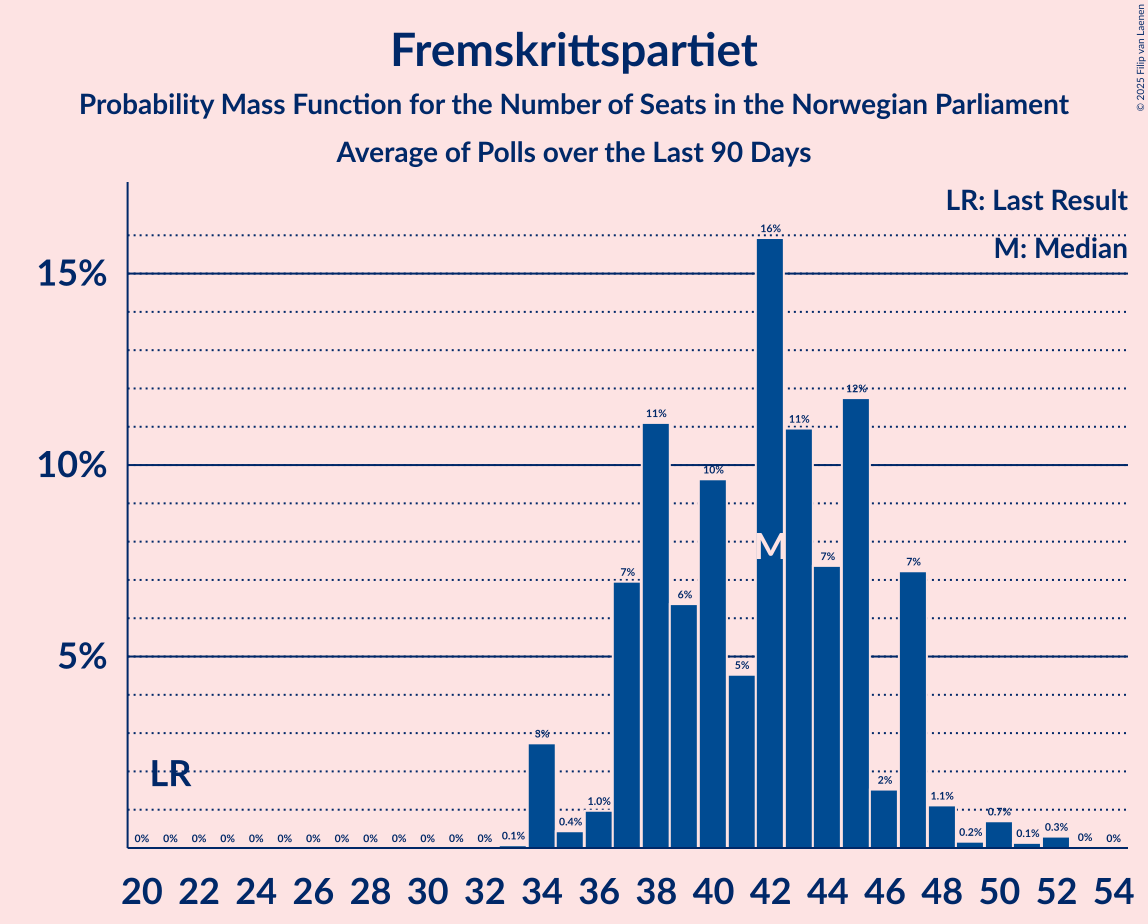 Fremskrittspartiet
Probability Mass Function for the Number of Seats in the Norwegian Parliament
Average of Polls over the Last 90 Days
© 2025 Filip van Laenen
LR: Last Result
M: Median
15%
10%
5%
LR
M
0% 0% 0% 0% 0% 0% 0% 0% 0% 0% 0% 0% 0% 0.1% 3% 0.4% 1.0% 7% 11% 6% 10% 5% 16% 11% 7% 12% 2% 7% 1.1% 0.2% 0.7% 0.1% 0.3% 0% 0%
20 22 24 26 28 30 32 34 36 38 40 42 44 46 48 50 52 54